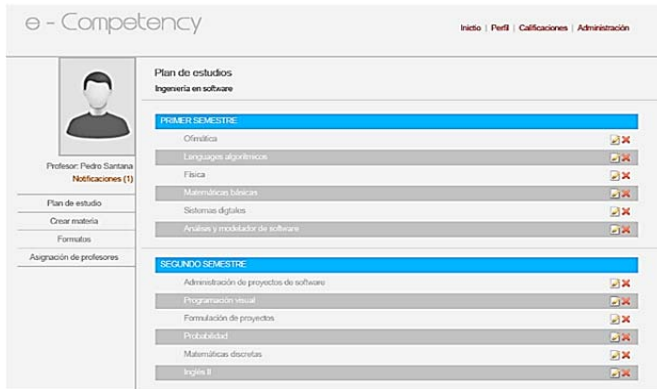 e - Competency
Inicio | Perfil | Calificaciones | Administración
Profesor: Pedro Santana
Notificaciones (1)
Plan de estudio
Crear materia
Formatos
Asignación de profesores
Plan de estudios
Ingeniería en software
PRIMER SEMESTRE
Ofimática
Lenguages algorítmicos
Física
Matemáticas básicas
Sistemas digtales
Análisis y modelador de software
SEGUNDO SEMESTRE
Administración de proyectos de software
Programación visual
Formulación de proyectos
Probabilidad
Matemáticas discretas
Inglés II